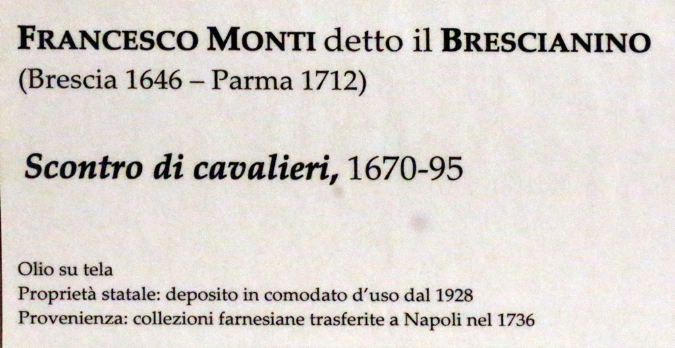 FRANCESCO MONTI detto il BRESCIANINO
(Brescia 1646 – Parma 1712)
Scontro di cavalieri, 1670-95
Olio su tela
Proprietà statale: deposito in comodato d’uso dal 1928
Provenienza: collezioni farnesiane trasferite a Napoli nel 1736